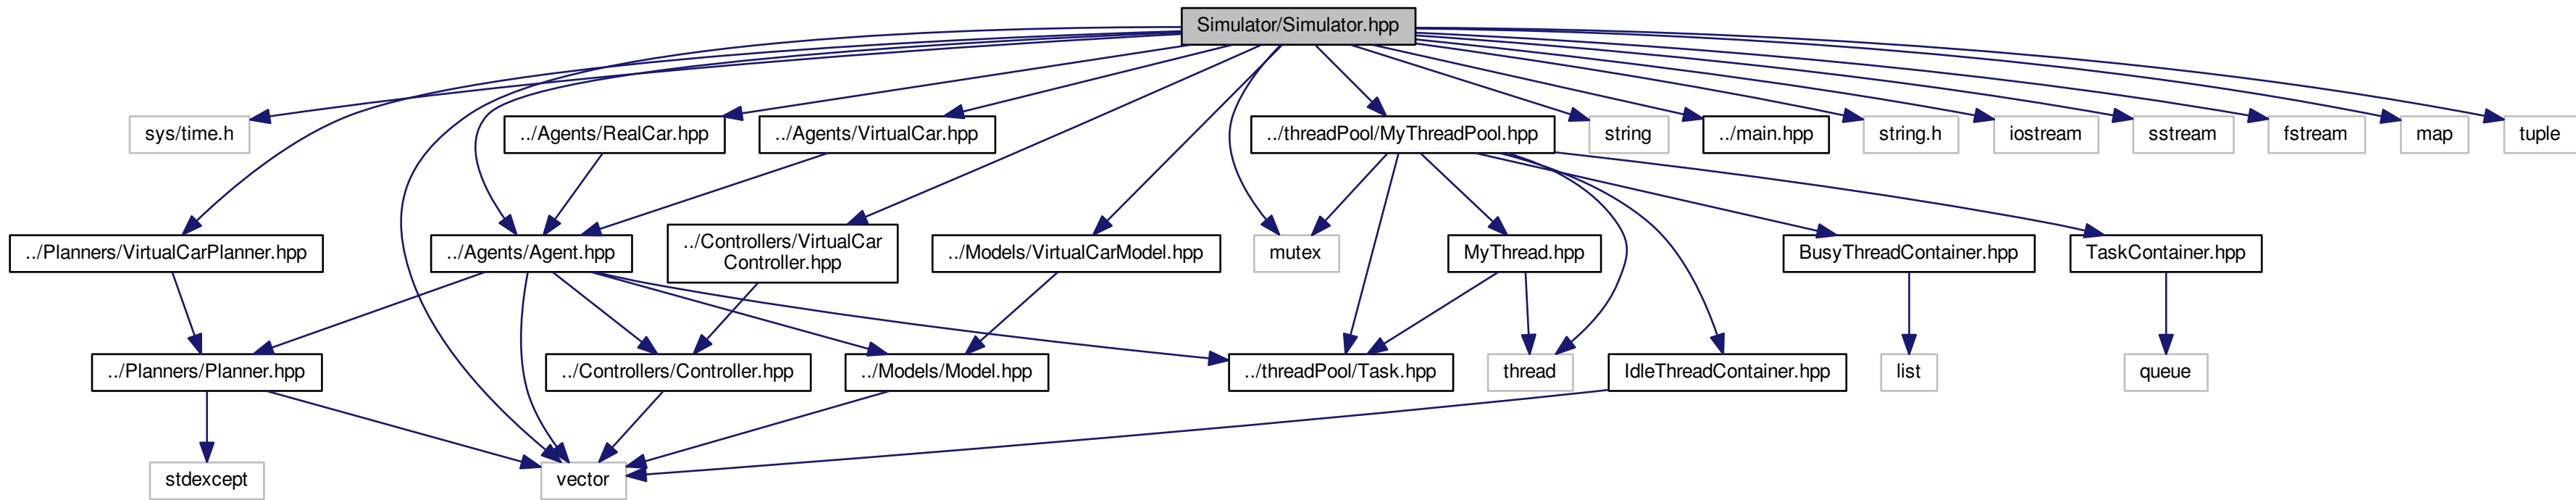 Simulator/Simulator.hpp
sys/time.h
../Agents/RealCar.hpp
../Agents/VirtualCar.hpp
../threadPool/MyThreadPool.hpp
string
../main.hpp
string.h
iostream
sstream
fstream
map
tuple
../Planners/VirtualCarPlanner.hpp
../Agents/Agent.hpp
../Controllers/VirtualCar
Controller.hpp
../Models/VirtualCarModel.hpp
mutex
MyThread.hpp
BusyThreadContainer.hpp
TaskContainer.hpp
../Planners/Planner.hpp
../Controllers/Controller.hpp
../Models/Model.hpp
../threadPool/Task.hpp
thread
IdleThreadContainer.hpp
list
queue
stdexcept
vector